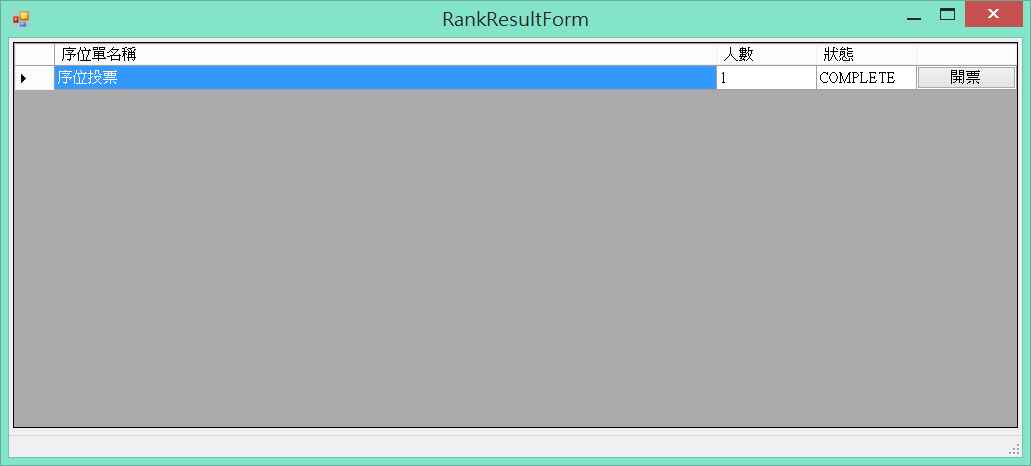 RankResultForm
序位單名稱 人數 狀態
序位投票 1 COMPLETE 開票